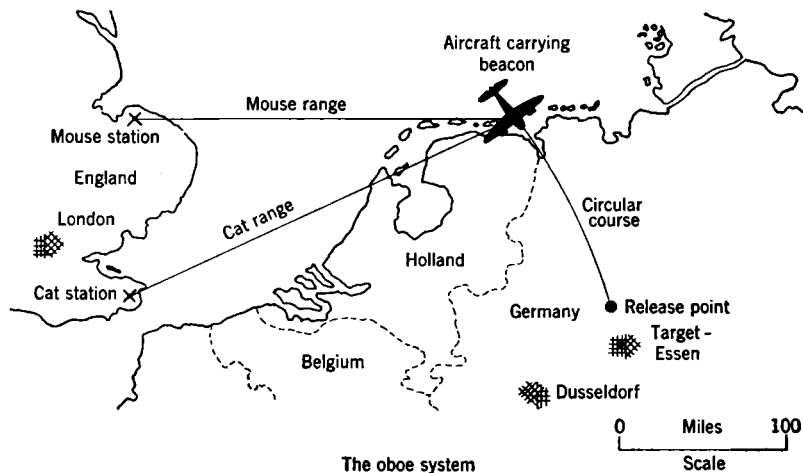 Aircraft carrying
beacon
Mouse range
Mouse station
England
London
Cat range
Cat station
Circular
course
Holland
Germany
Release point
Target -
Essen
Belgium
Dusseldorf
0 Miles 100
Scale
The oboe system